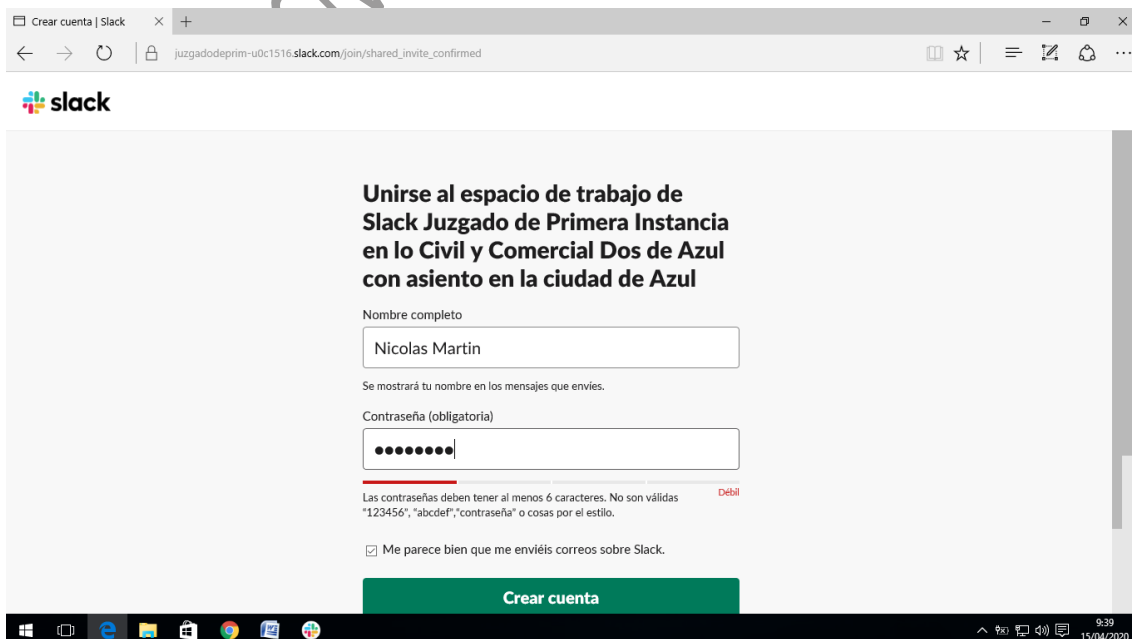 Crear cuenta | Slack
juzgadodeprim-u0c1516.slack.com/join/shared_invite_confirmed
slack
Unirse al espacio de trabajo de
Slack Juzgado de Primera Instancia
en lo Civil y Comercial Dos de Azul
con asiento en la ciudad de Azul
Nombre completo
Nicolas Martin
Se mostrará tu nombre en los mensajes que envíes.
Contraseña (obligatoria)
••••••••
Débil
Las contraseñas deben tener al menos 6 caracteres. No son válidas
"123456", "abcdef","contraseña" o cosas por el estilo.
Me parece bien que me enviéis correos sobre Slack.
Crear cuenta
9:39
15/04/2020